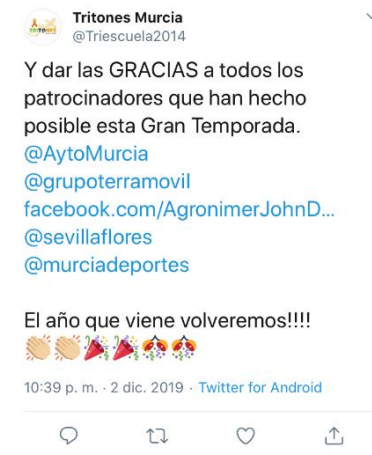 Tritones Murcia
@Triescuela2014
Y dar las GRACIAS a todos los
patrocinadores que han hecho
posible esta Gran Temporada.
@AytoMurcia
@grupoterramovil
facebook.com/AgronimerJohnD...
@sevillaflores
@murciadeportes
El año que viene volveremos!!!!
👏🏼👏🏼🎉🎉🎊🎊
10:39 p. m. · 2 dic. 2019 · Twitter for Android